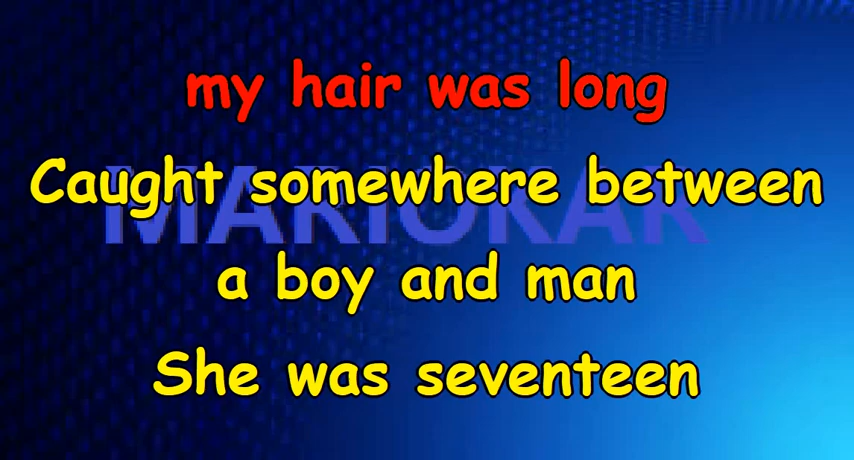 my hair was long
Caught somewhere between
MARIOKAR
a boy and man
She was seventeen